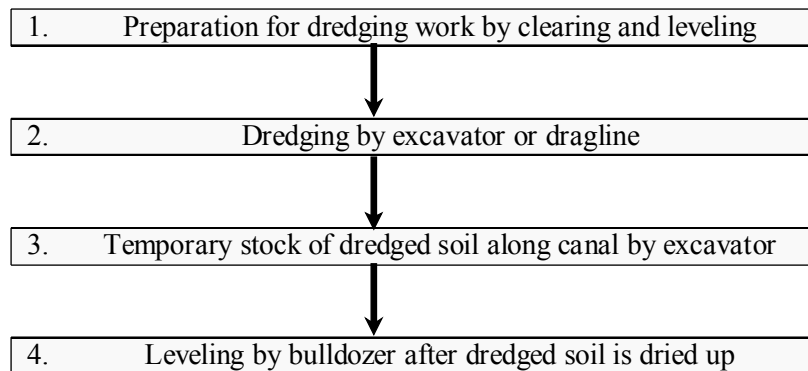 1. Preparation for dredging work by clearing and leveling
2. Dredging by excavator or dragline
3. Temporary stock of dredged soil along canal by excavator
4. Leveling by bulldozer after dredged soil is dried up